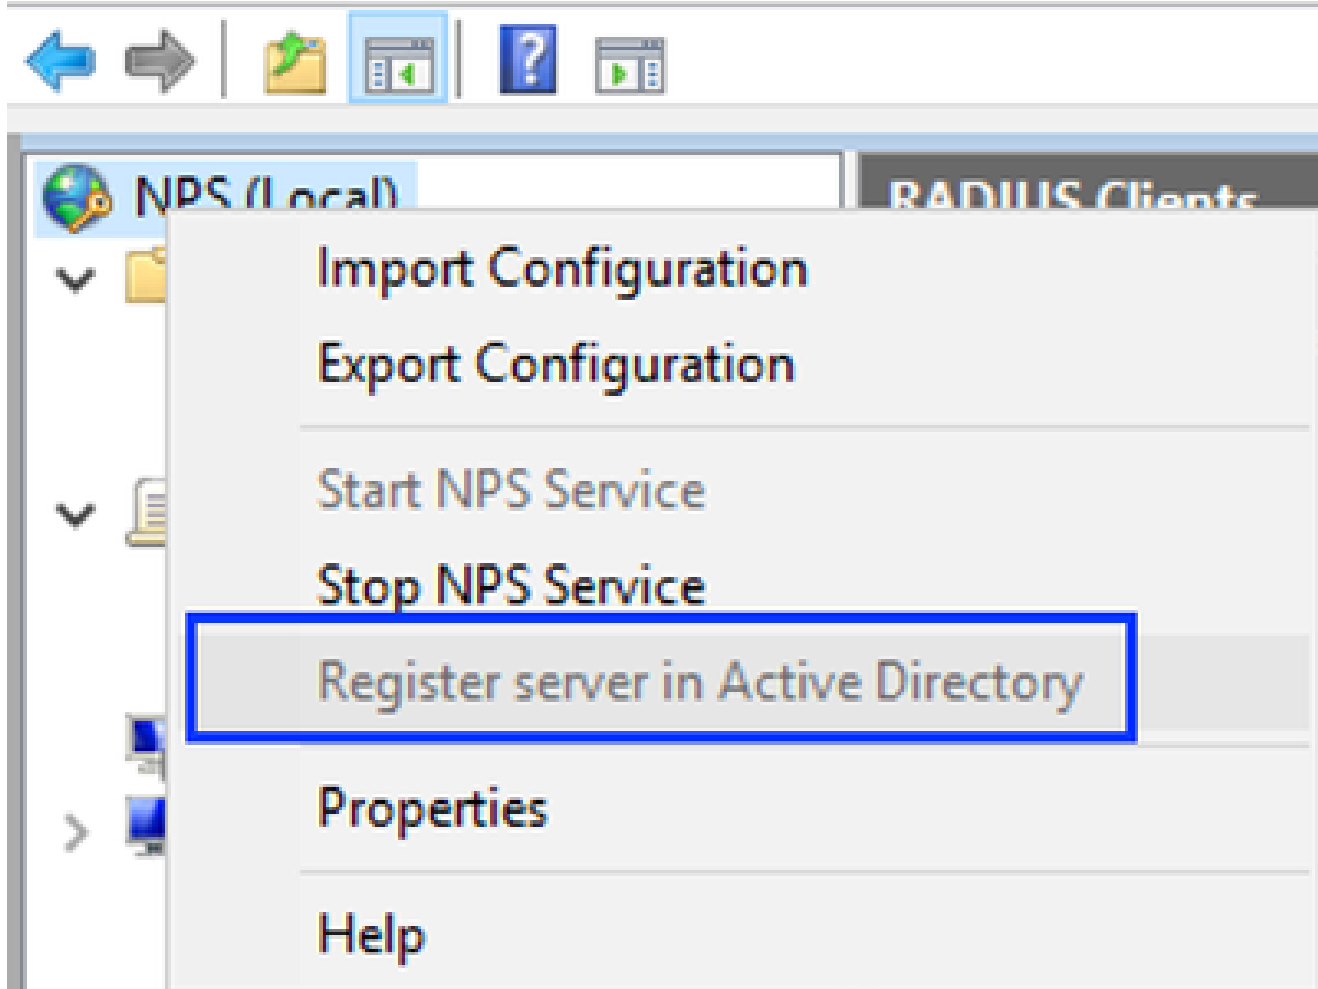 NPS (Local)
RADIUS Clients
Import Configuration
Export Configuration
Start NPS Service
Stop NPS Service
Register server in Active Directory
Properties
Help